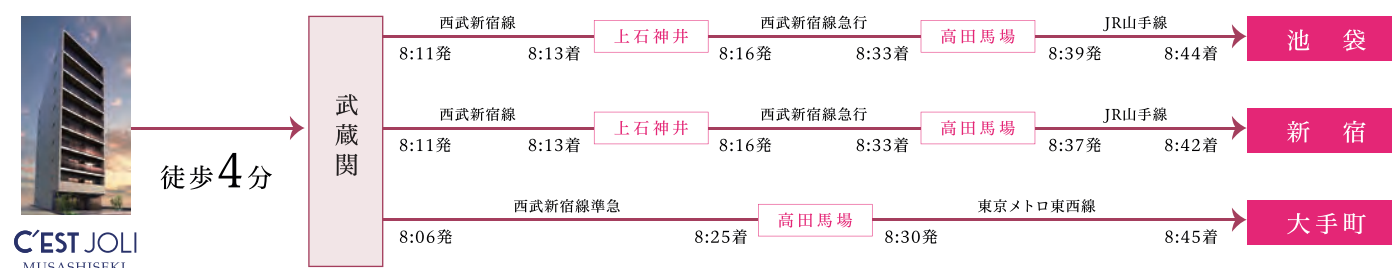 C'EST JOLI
MUSASHISEKI
徒歩4分
武蔵関
西武新宿線
8:11発 8:13着
上石神井
西武新宿線急行
8:16発 8:33着
高田馬場
JR山手線
8:39発 8:44着
池袋
西武新宿線
8:11発 8:13着
上石神井
西武新宿線急行
8:16発 8:33着
高田馬場
JR山手線
8:37発 8:42着
新宿
西武新宿線準急
8:06発 8:25着
高田馬場
東京メトロ東西線
8:30発 8:45着
大手町